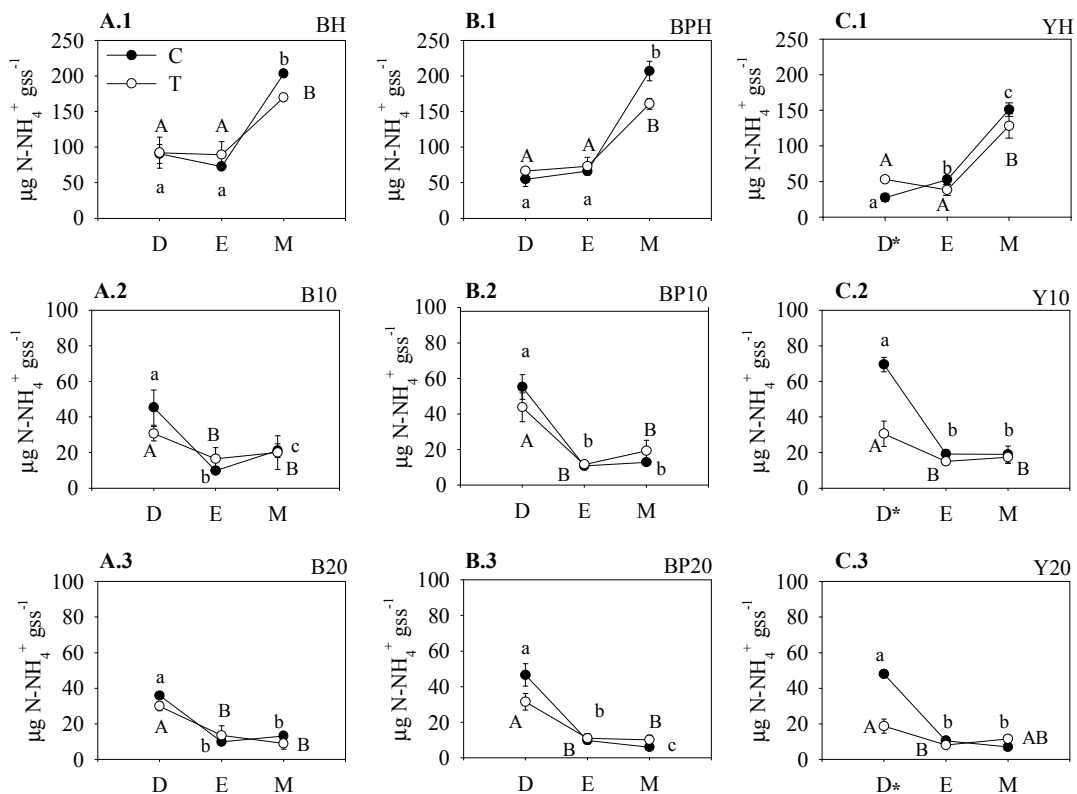 A.1 BH
250
200
150
100
50
0
µg N-NH₄⁺ gss⁻¹
C
T
b
B
A A
a a
D E M
B.1 BPH
250
200
150
100
50
0
µg N-NH₄⁺ gss⁻¹
b
B
A A
a a
D E M
C.1 YH
250
200
150
100
50
0
µg N-NH₄⁺ gss⁻¹
c
B
A b
a A
D* E M
A.2 B10
100
80
60
40
20
0
µg N-NH₄⁺ gss⁻¹
a
B
c
A b B
D E M
B.2 BP10
100
80
60
40
20
0
µg N-NH₄⁺ gss⁻¹
a
A b B
B b
D E M
C.2 Y10
100
80
60
40
20
0
µg N-NH₄⁺ gss⁻¹
a
b b
A B B
D* E M
A.3 B20
100
80
60
40
20
0
µg N-NH₄⁺ gss⁻¹
a
B b
A b B
D E M
B.3 BP20
100
80
60
40
20
0
µg N-NH₄⁺ gss⁻¹
a
A b B
B c
D E M
C.3 Y20
100
80
60
40
20
0
µg N-NH₄⁺ gss⁻¹
a
b b
A B AB
D* E M